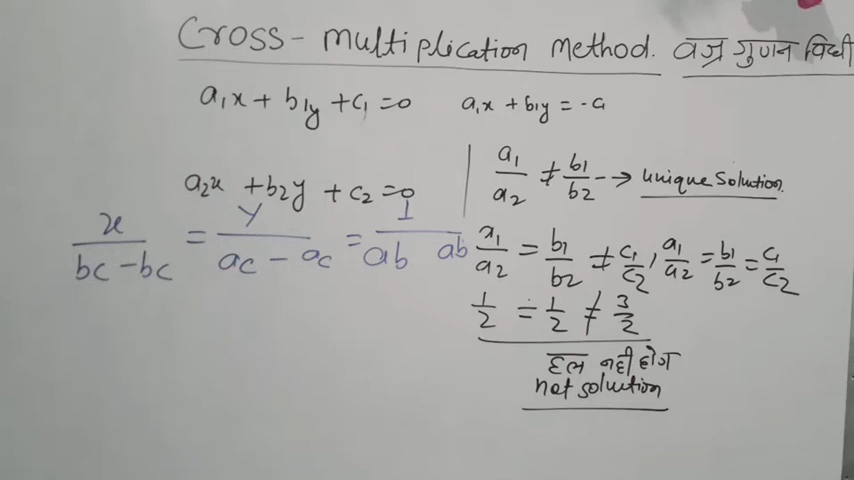 Cross - multiplication method. वज्र गुणन विधी
a₁x + b₁y + c₁ = 0
a₁x + b₁y = -c₁
a₂x + b₂y + c₂ = 0
a₁/a₂ ≠ b₁/b₂ → unique Solution.
x/(bc - bc) = y/(ac - ac) = 1/(ab ab)
a₁/a₂ = b₁/b₂ ≠ c₁/c₂, a₁/a₂ = b₁/b₂ = c₁/c₂
1/2 = 1/2 ≠ 3/2
हल नही होग
not solution